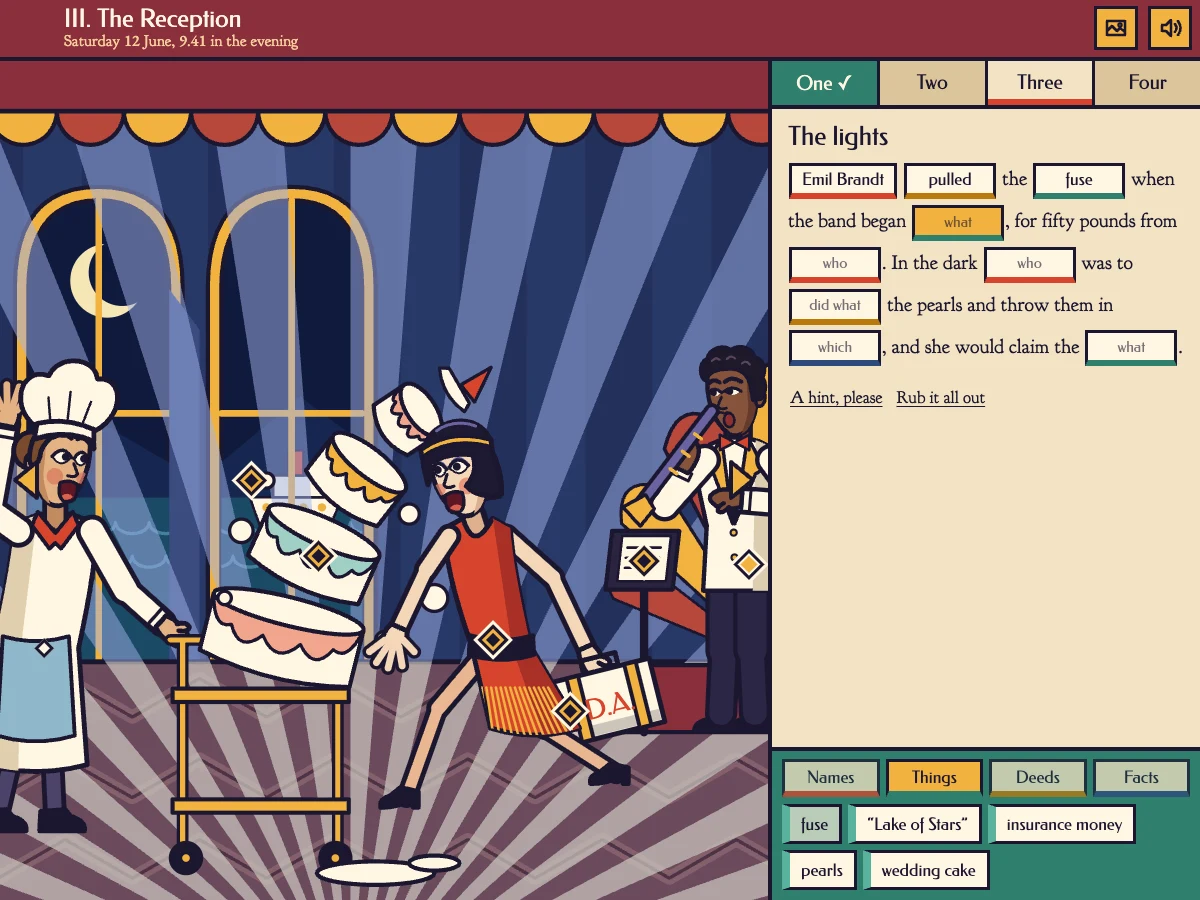 III. The Reception
Saturday 12 June, 9.41 in the evening
One ✓
Two
Three
Four
The lights
Emil Brandt pulled the fuse when
the band began what , for fifty pounds from
who . In the dark who was to
did what the pearls and throw them in
which , and she would claim the what .
A hint, please Rub it all out
D.A.
Names
Things
Deeds
Facts
fuse
“Lake of Stars”
insurance money
pearls
wedding cake